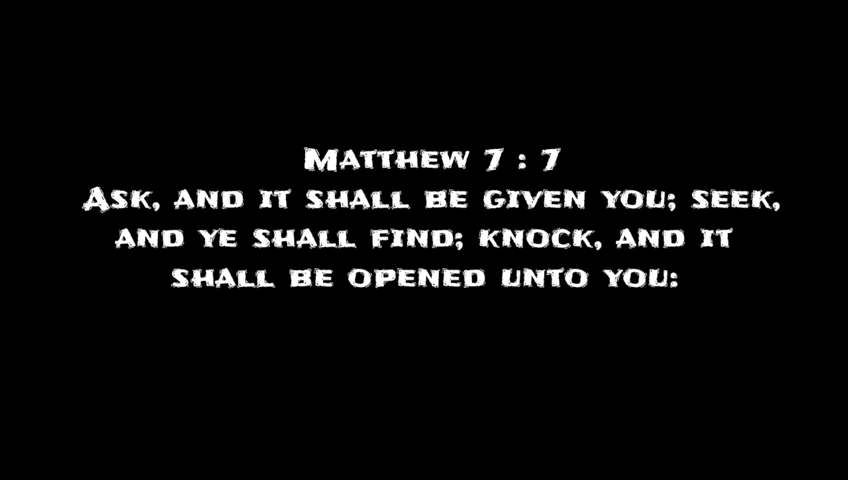 Matthew 7 : 7
Ask, and it shall be given you; seek,
and ye shall find; knock, and it
shall be opened unto you: